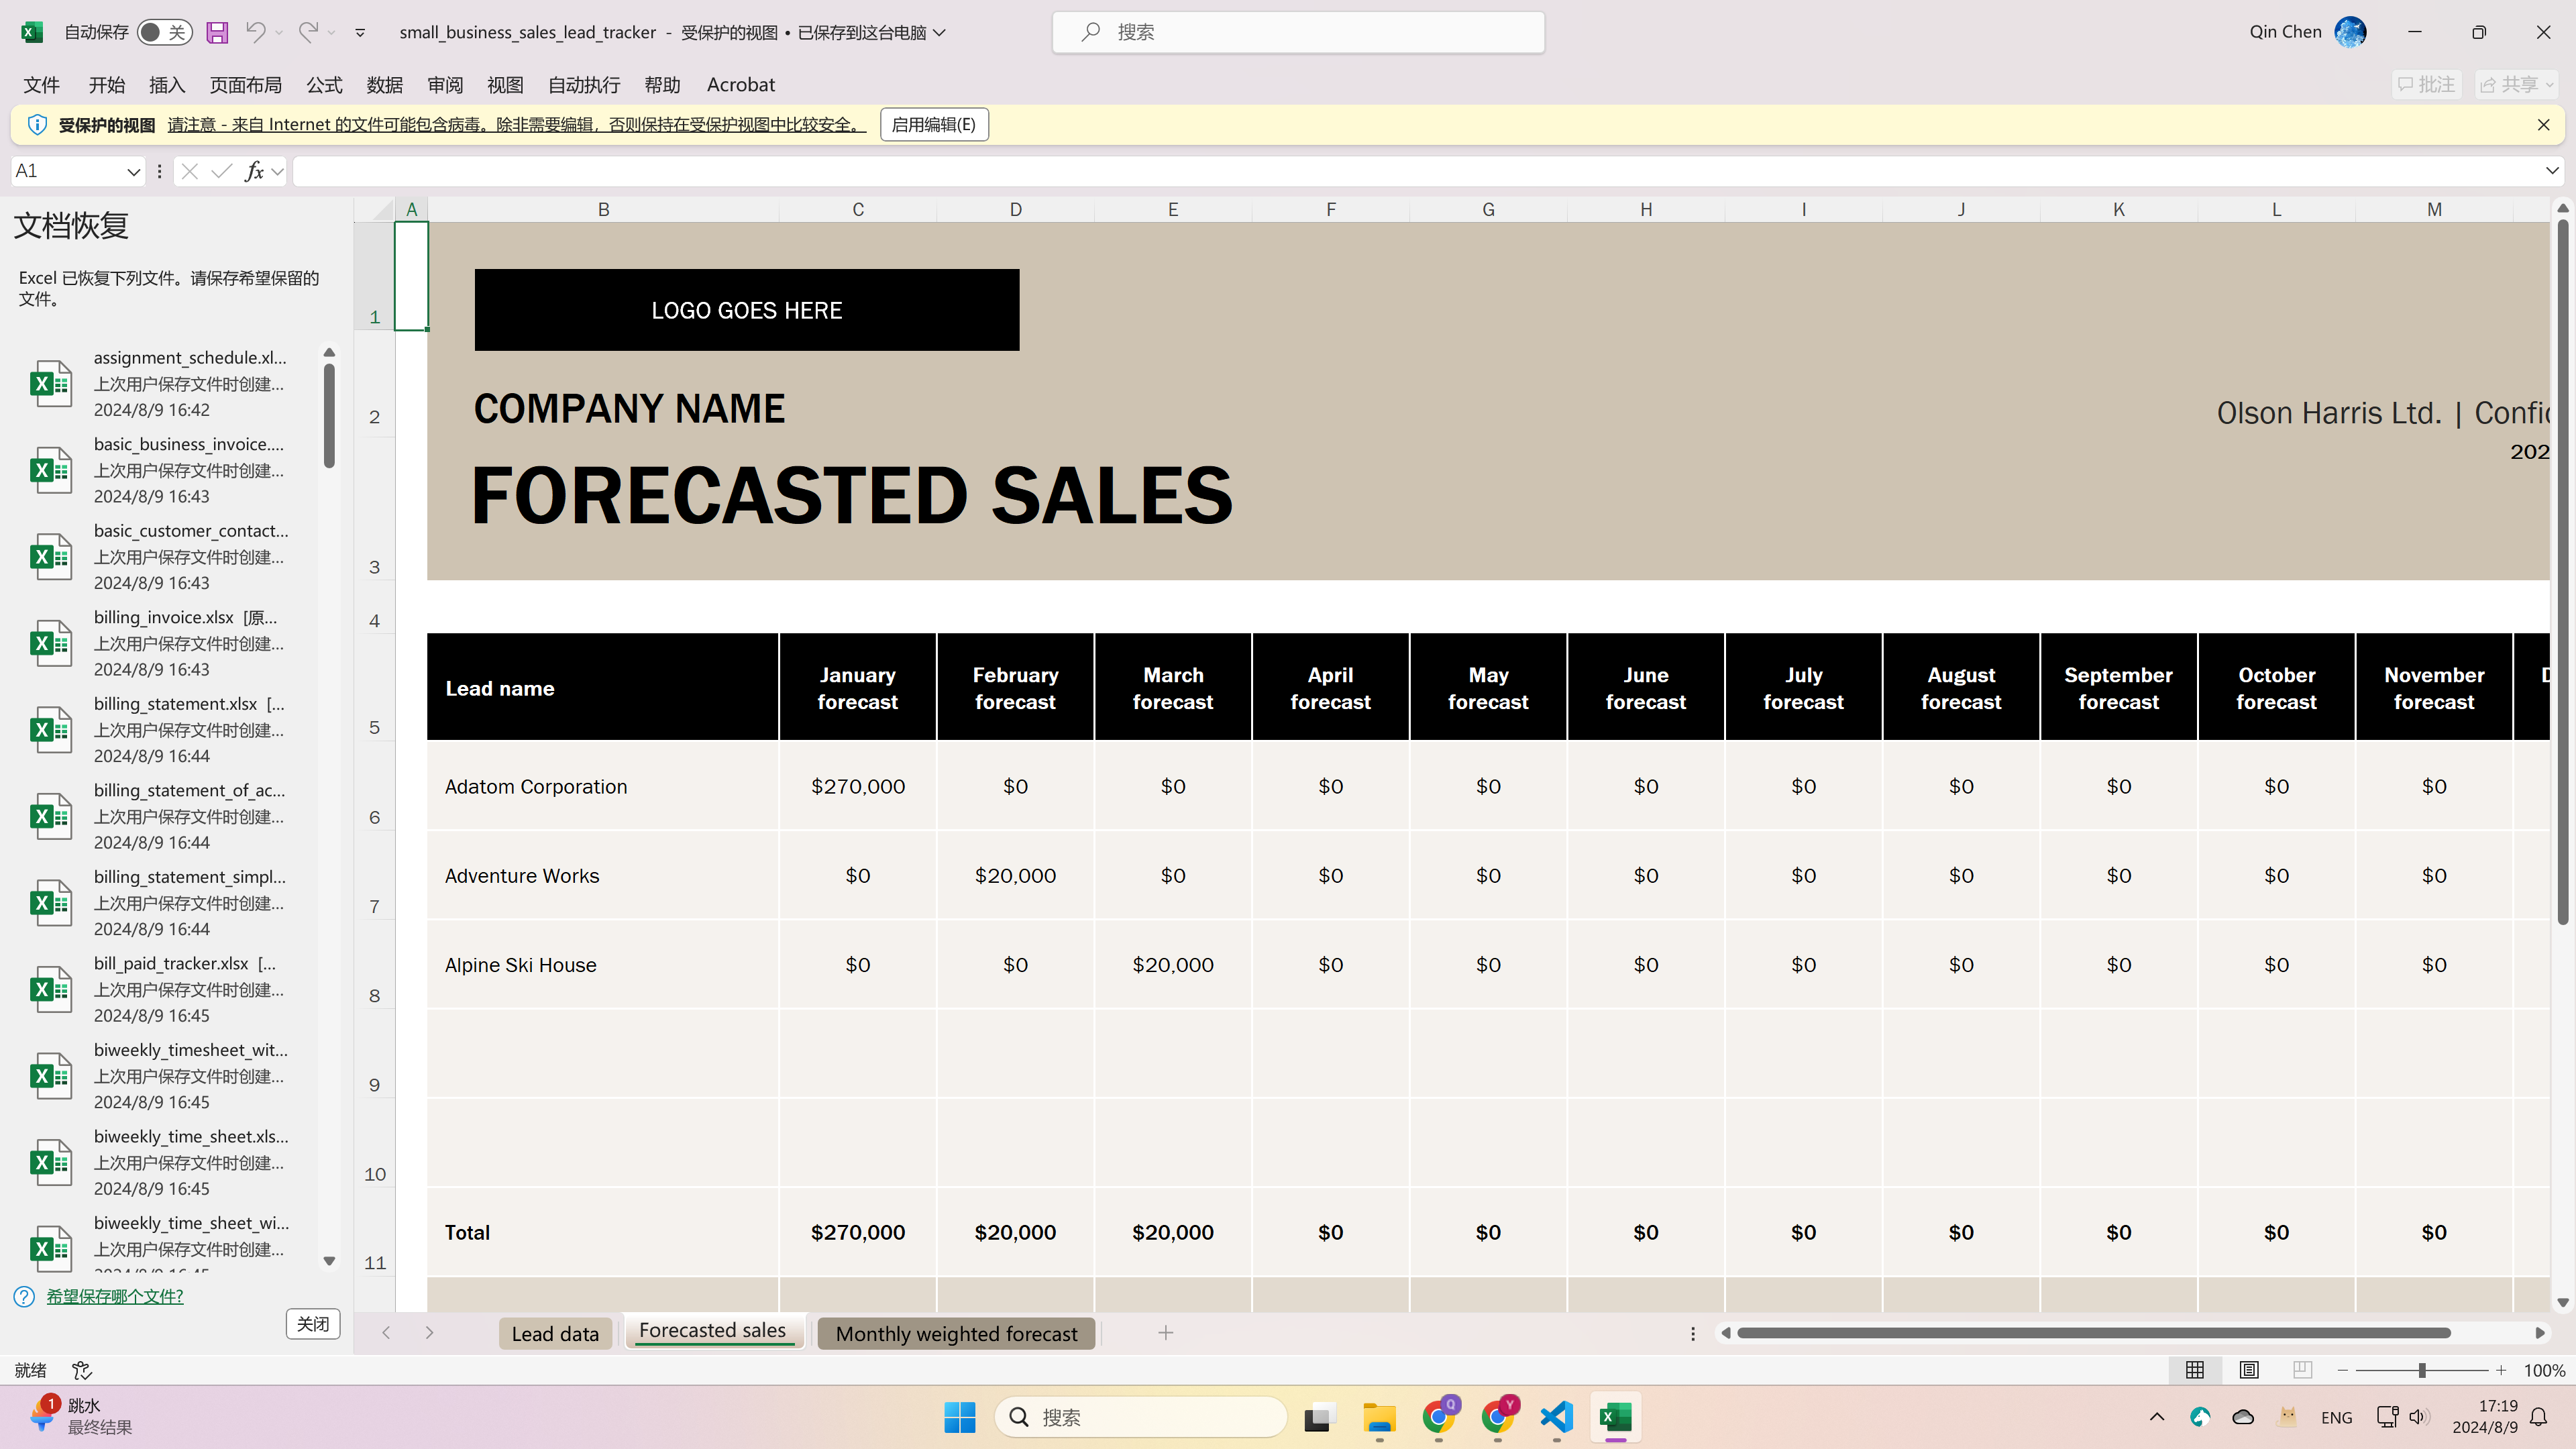 自动保存 关 small_business_sales_lead_tracker - 受保护的视图 • 已保存到这台电脑 搜索 Qin Chen
文件 开始 插入 页面布局 公式 数据 审阅 视图 自动执行 帮助 Acrobat 批注 共享
受保护的视图 请注意 - 来自 Internet 的文件可能包含病毒。除非需要编辑，否则保持在受保护视图中比较安全。 启用编辑(E)
A1 fx
文档恢复
Excel 已恢复下列文件。请保存希望保留的
文件。
assignment_schedule.xl...
上次用户保存文件时创建...
2024/8/9 16:42
basic_business_invoice....
上次用户保存文件时创建...
2024/8/9 16:43
basic_customer_contact...
上次用户保存文件时创建...
2024/8/9 16:43
billing_invoice.xlsx [原...
上次用户保存文件时创建...
2024/8/9 16:43
billing_statement.xlsx [...
上次用户保存文件时创建...
2024/8/9 16:44
billing_statement_of_ac...
上次用户保存文件时创建...
2024/8/9 16:44
billing_statement_simpl...
上次用户保存文件时创建...
2024/8/9 16:44
bill_paid_tracker.xlsx [...
上次用户保存文件时创建...
2024/8/9 16:45
biweekly_timesheet_wit...
上次用户保存文件时创建...
2024/8/9 16:45
biweekly_time_sheet.xls...
上次用户保存文件时创建...
2024/8/9 16:45
biweekly_time_sheet_wi...
上次用户保存文件时创建...
希望保存哪个文件?
关闭
A B C D E F G H I J K L M
1
LOGO GOES HERE
2
COMPANY NAME
Olson Harris Ltd. |
202
3
FORECASTED SALES
4
5
Lead name January forecast February forecast March forecast April forecast May forecast June forecast July forecast August forecast September forecast October forecast November forecast
6
Adatom Corporation $270,000 $0 $0 $0 $0 $0 $0 $0 $0 $0 $0
7
Adventure Works $0 $20,000 $0 $0 $0 $0 $0 $0 $0 $0 $0
8
Alpine Ski House $0 $0 $20,000 $0 $0 $0 $0 $0 $0 $0 $0
9
10
11
Total $270,000 $20,000 $20,000 $0 $0 $0 $0 $0 $0 $0 $0
Lead data Forecasted sales Monthly weighted forecast
就绪 100%
1 跳水
最终结果
搜索
Q Y
ENG
17:19
2024/8/9